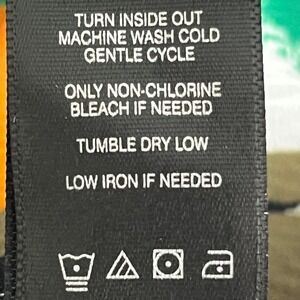 TURN INSIDE OUT
MACHINE WASH COLD
GENTLE CYCLE
ONLY NON-CHLORINE
BLEACH IF NEEDED
TUMBLE DRY LOW
LOW IRON IF NEEDED